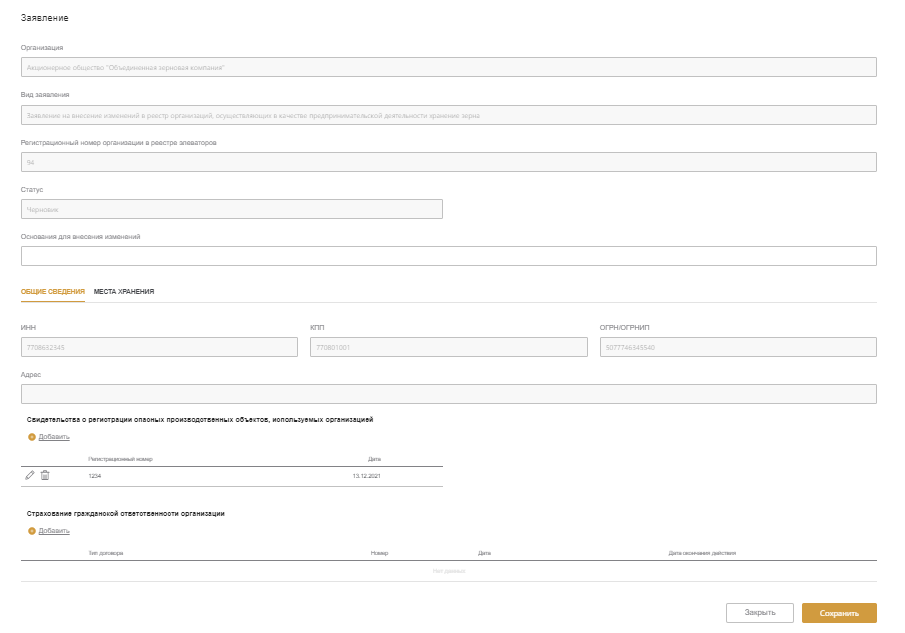 Заявление
Организация
Акционерное общество "Объединенная зерновая компания"
Вид заявления
Заявление на внесение изменений в реестр организаций, осуществляющих в качестве предпринимательской деятельности хранение зерна
Регистрационный номер организации в реестре элеваторов
94
Статус
Черновик
Основания для внесения изменений
ОБЩИЕ СВЕДЕНИЯ МЕСТА ХРАНЕНИЯ
ИНН КПП ОГРН/ОГРНИП
7708632345 770801001 5077746345540
Адрес
Свидетельства о регистрации опасных производственных объектов, используемых организацией
Добавить
Регистрационный номер Дата
1234 13.12.2021
Страхование гражданской ответственности организации
Добавить
Тип договора Номер Дата Дата окончания действия
Нет данных
Закрыть Сохранить